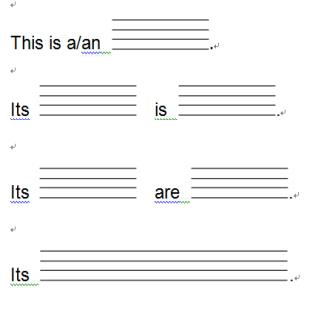 This is a/an .
Its is .
Its are .
Its .